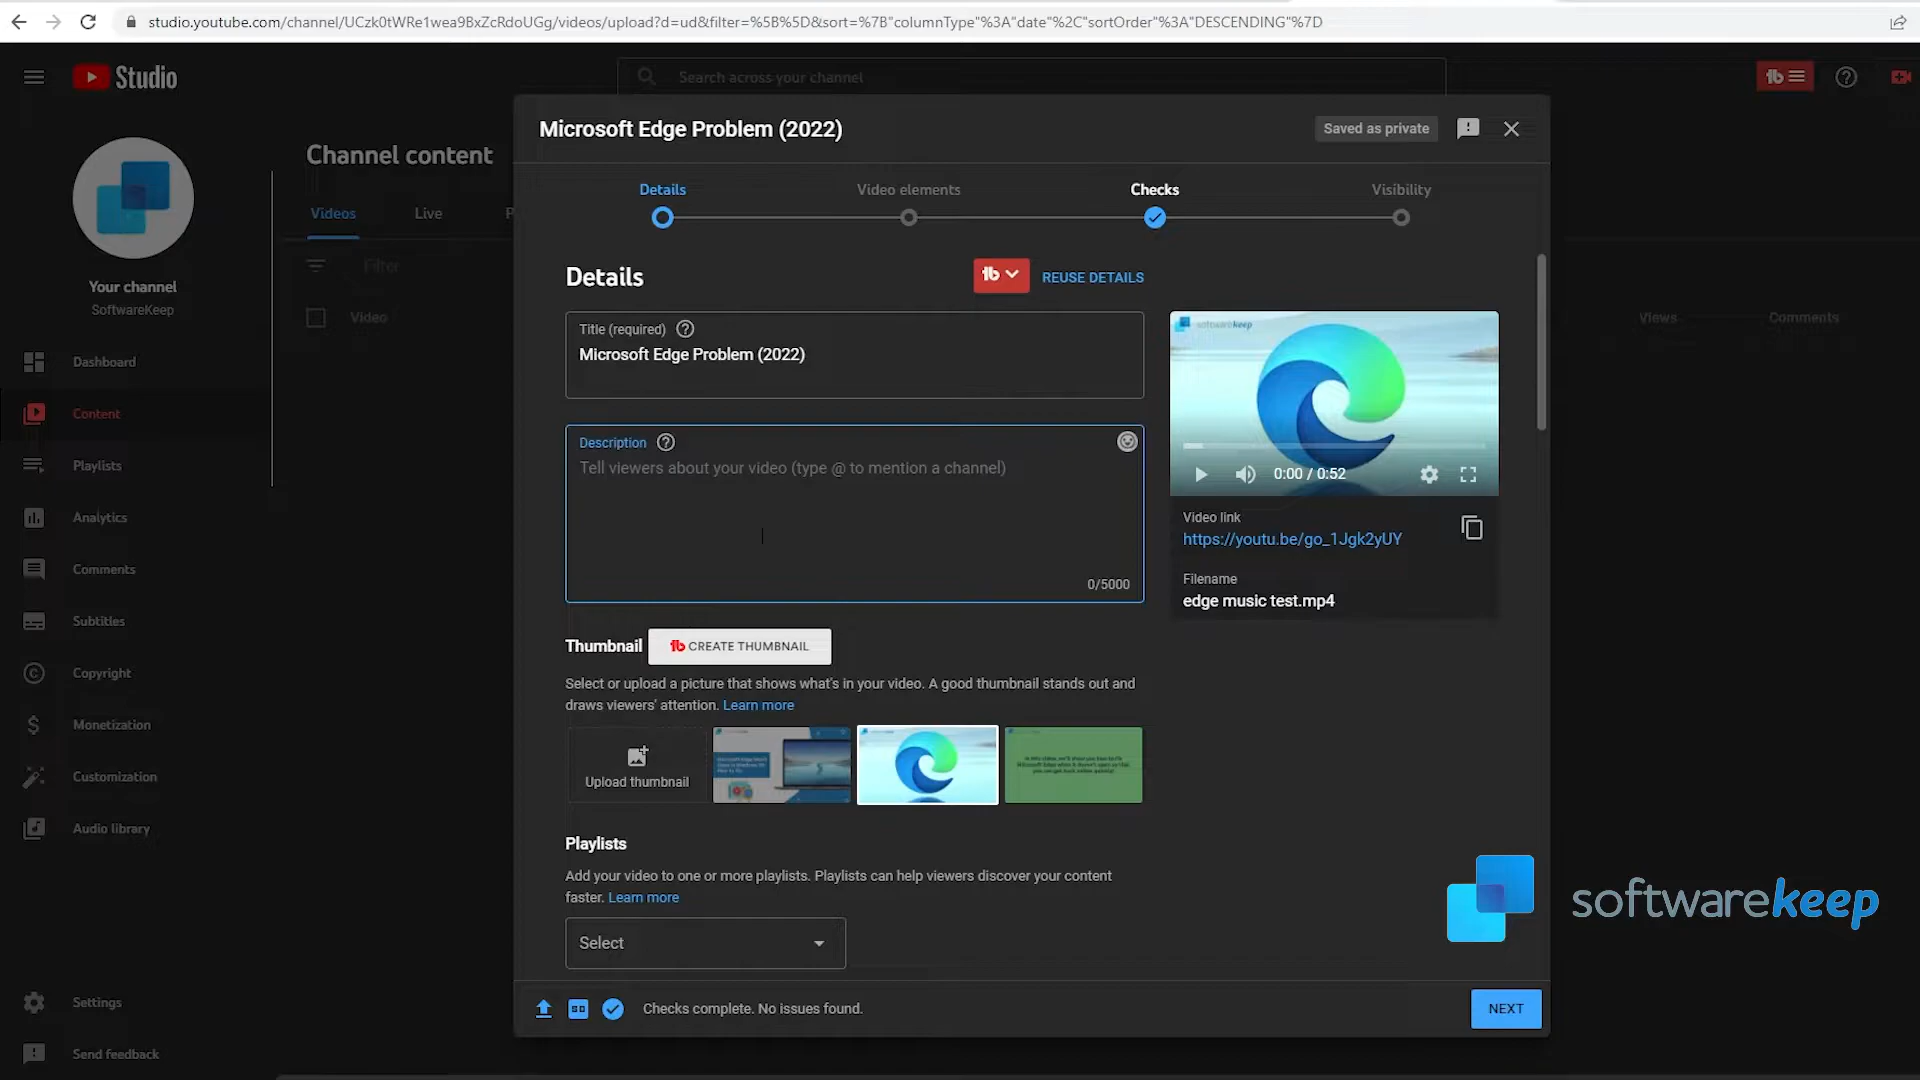 studio.youtube.com/channel/UCzk0tWRe1wea9BxZcRdoUGg/videos/upload?d=ud&filter=%5B%5D&sort=%7B"columnType"%3A"date"%2C"sortOrder"%3A"DESCENDING"%7D
Studio
Search across your channel
Microsoft Edge Problem (2022)
Saved as private
Channel content
Details
Video elements
Checks
Visibility
Videos
Live
P
Filter
Your channel
SoftwareKeep
Video
Views
Comments
Details
REUSE DETAILS
Title (required)
Microsoft Edge Problem (2022)
softwarekeep
Dashboard
Content
Playlists
Analytics
Comments
Subtitles
Copyright
Monetization
Customization
Audio library
Settings
Send feedback
Description
Tell viewers about your video (type @ to mention a channel)
0/5000
0:00 / 0:52
Video link
https://youtu.be/go_1Jgk2yUY
Filename
edge music test.mp4
Thumbnail
CREATE THUMBNAIL
Select or upload a picture that shows what's in your video. A good thumbnail stands out and
draws viewers' attention. Learn more
Upload thumbnail
Playlists
Add your video to one or more playlists. Playlists can help viewers discover your content
faster. Learn more
Select
softwarekeep
Checks complete. No issues found.
NEXT